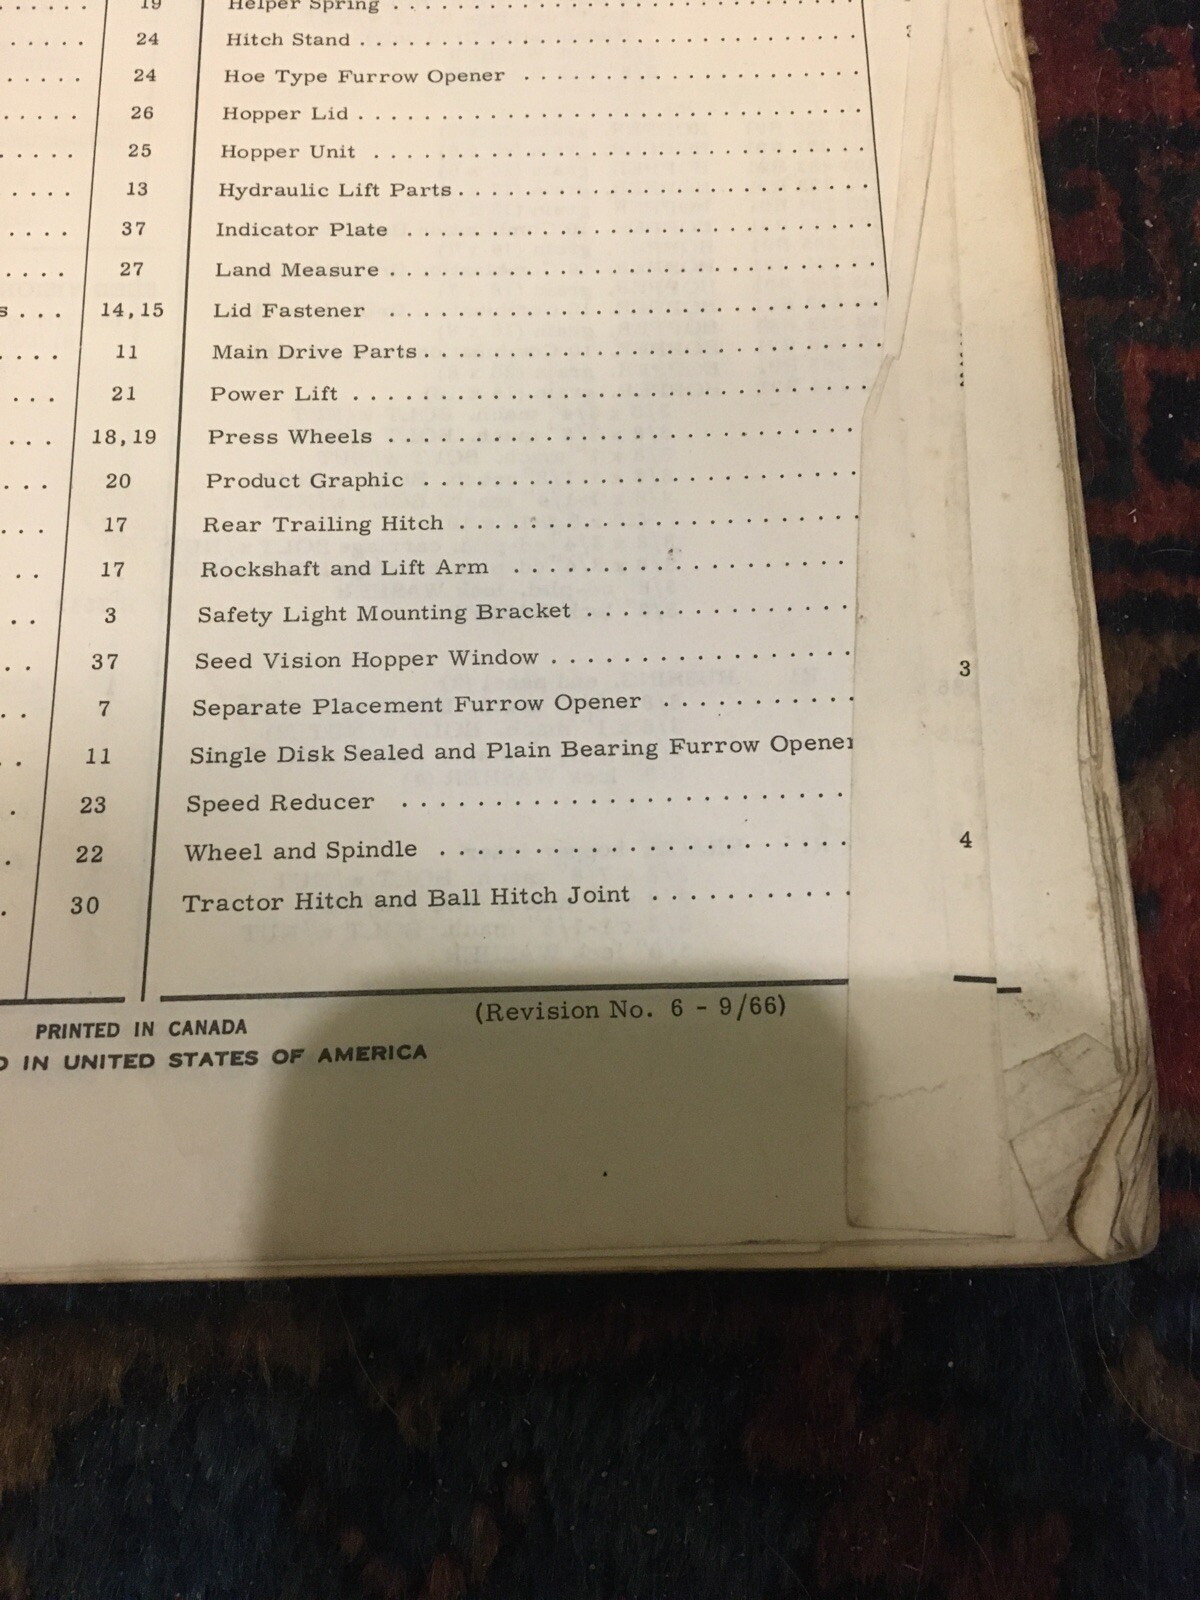 19 Helper Spring . . . . . . . . . . . . . . . . . . . .
24 Hitch Stand . . . . . . . . . . . . . . . . . . . .
24 Hoe Type Furrow Opener . . . . . . . . . . . . . . . .
26 Hopper Lid . . . . . . . . . . . . . . . . . . . .
25 Hopper Unit . . . . . . . . . . . . . . . . . . . .
13 Hydraulic Lift Parts . . . . . . . . . . . . . . . . . .
37 Indicator Plate . . . . . . . . . . . . . . . . . . . .
27 Land Measure . . . . . . . . . . . . . . . . . . . .
s . . . 14,15 Lid Fastener . . . . . . . . . . . . . . . . . . . .
11 Main Drive Parts . . . . . . . . . . . . . . . . . . . .
21 Power Lift . . . . . . . . . . . . . . . . . . . .
18,19 Press Wheels . . . . . . . . . . . . . . . . . . . .
20 Product Graphic . . . . . . . . . . . . . . . . . . . .
17 Rear Trailing Hitch . . . . . . . . . . . . . . . . . .
17 Rockshaft and Lift Arm . . . . . . . . . . . . . . . .
3 Safety Light Mounting Bracket . . . . . . . . . . . . .
37 Seed Vision Hopper Window . . . . . . . . . . . . . . . 3
7 Separate Placement Furrow Opener . . . . . . . . . .
11 Single Disk Sealed and Plain Bearing Furrow Opener
23 Speed Reducer . . . . . . . . . . . . . . . . . . . .
22 Wheel and Spindle . . . . . . . . . . . . . . . . . . . 4
30 Tractor Hitch and Ball Hitch Joint . . . . . . . . . .
(Revision No. 6 - 9/66)
PRINTED IN CANADA
D IN UNITED STATES OF AMERICA